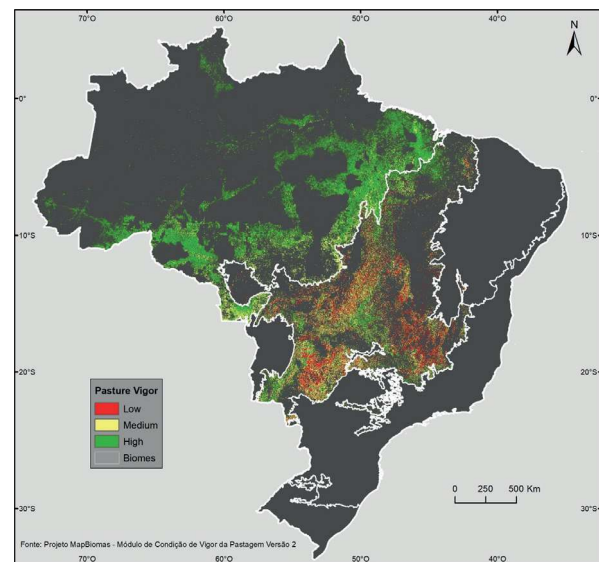 70°O 60°O 50°O 40°O
N
0°
0°
10°S
10°S
20°S
20°S
30°S
30°S
Pasture Vigor
Low
Medium
High
Biomes
0 250 500 Km
Fonte: Projeto MapBiomas - Módulo de Condição de Vigor da Pastagem Versão 2
70°O 60°O 50°O 40°O